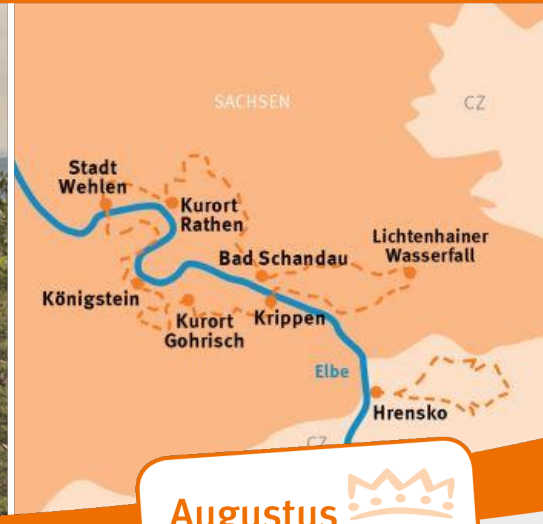 SACHSEN
CZ
Stadt
Wehlen
Kurort
Rathen
Lichtenhainer
Wasserfall
Bad Schandau
Königstein
Kurort
Gohrisch
Krippen
Elbe
Hrensko
CZ
Augustus